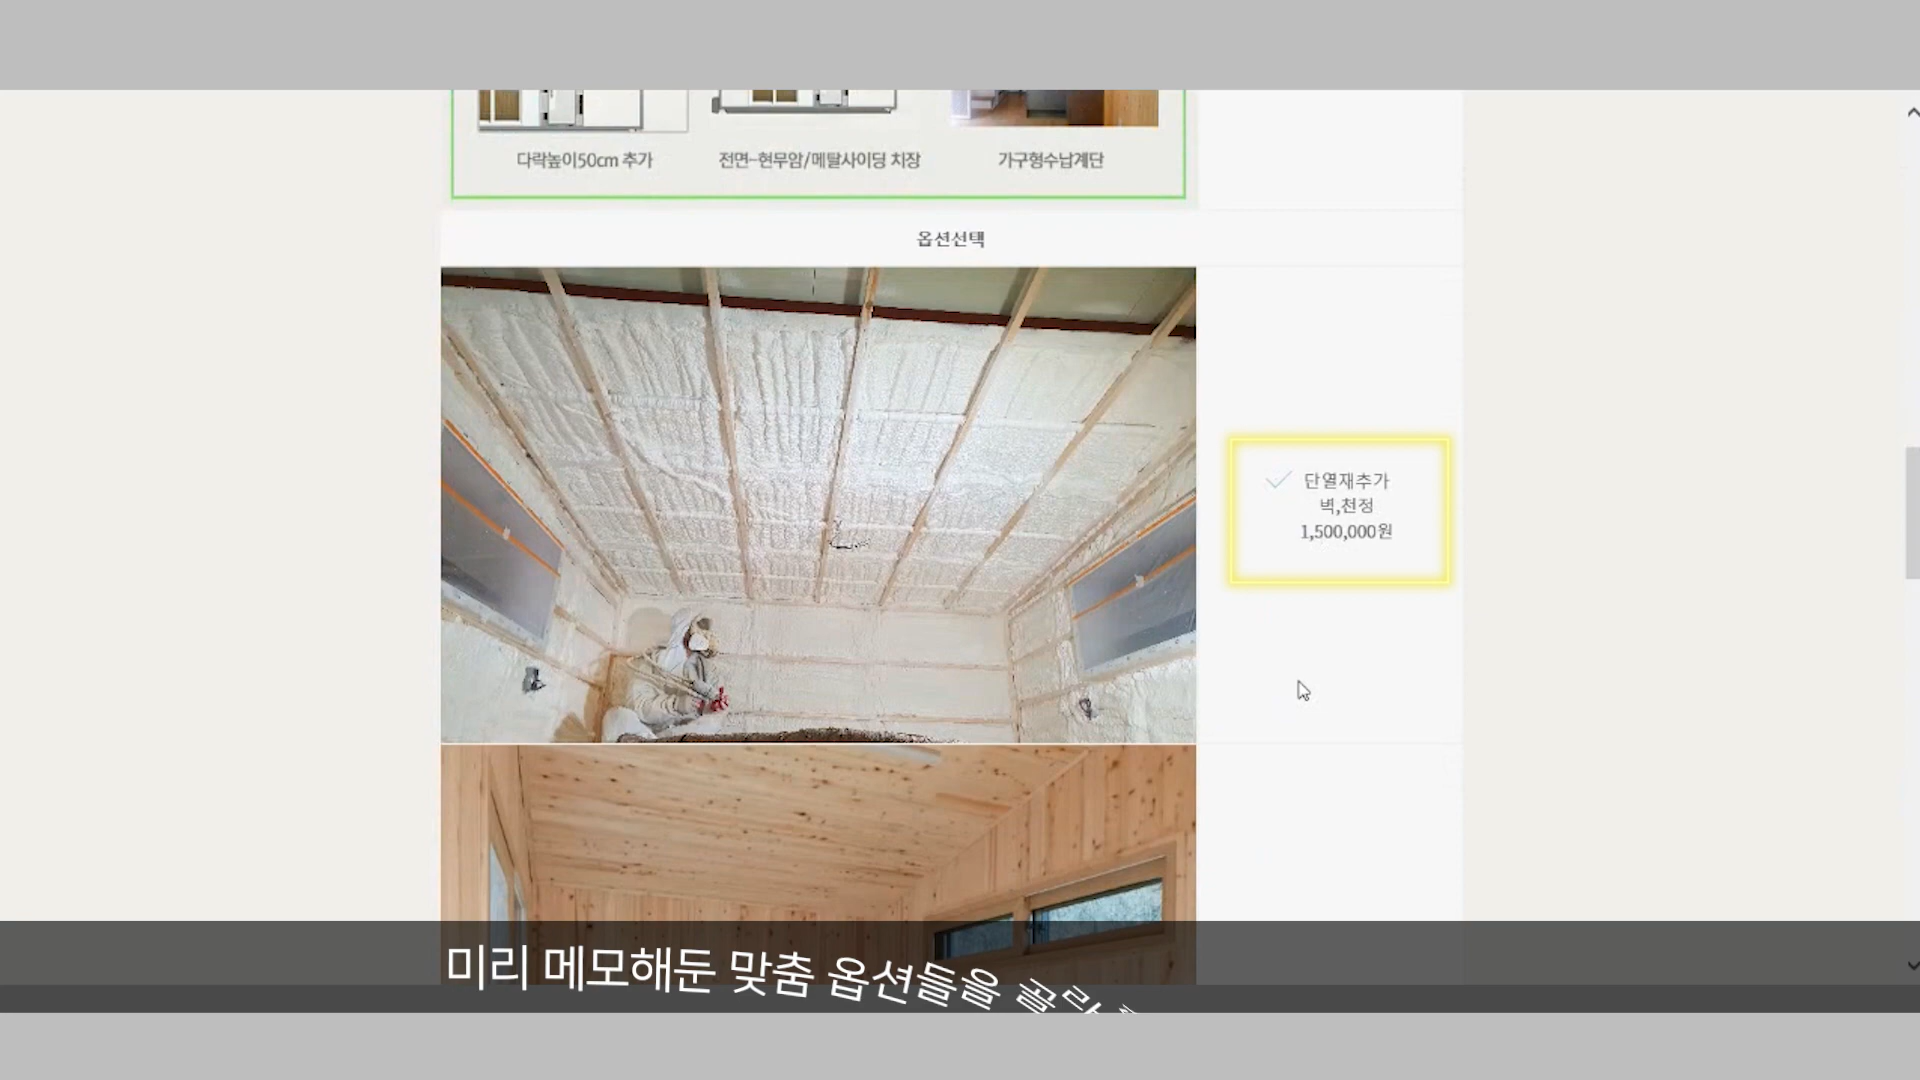 다락높이50cm 추가
전면-현무암/메탈사이딩 치장
가구형수납계단
옵션선택
단열재추가
벽,천정
1,500,000원
미리 메모해둔 맞춤 옵션들을 골라